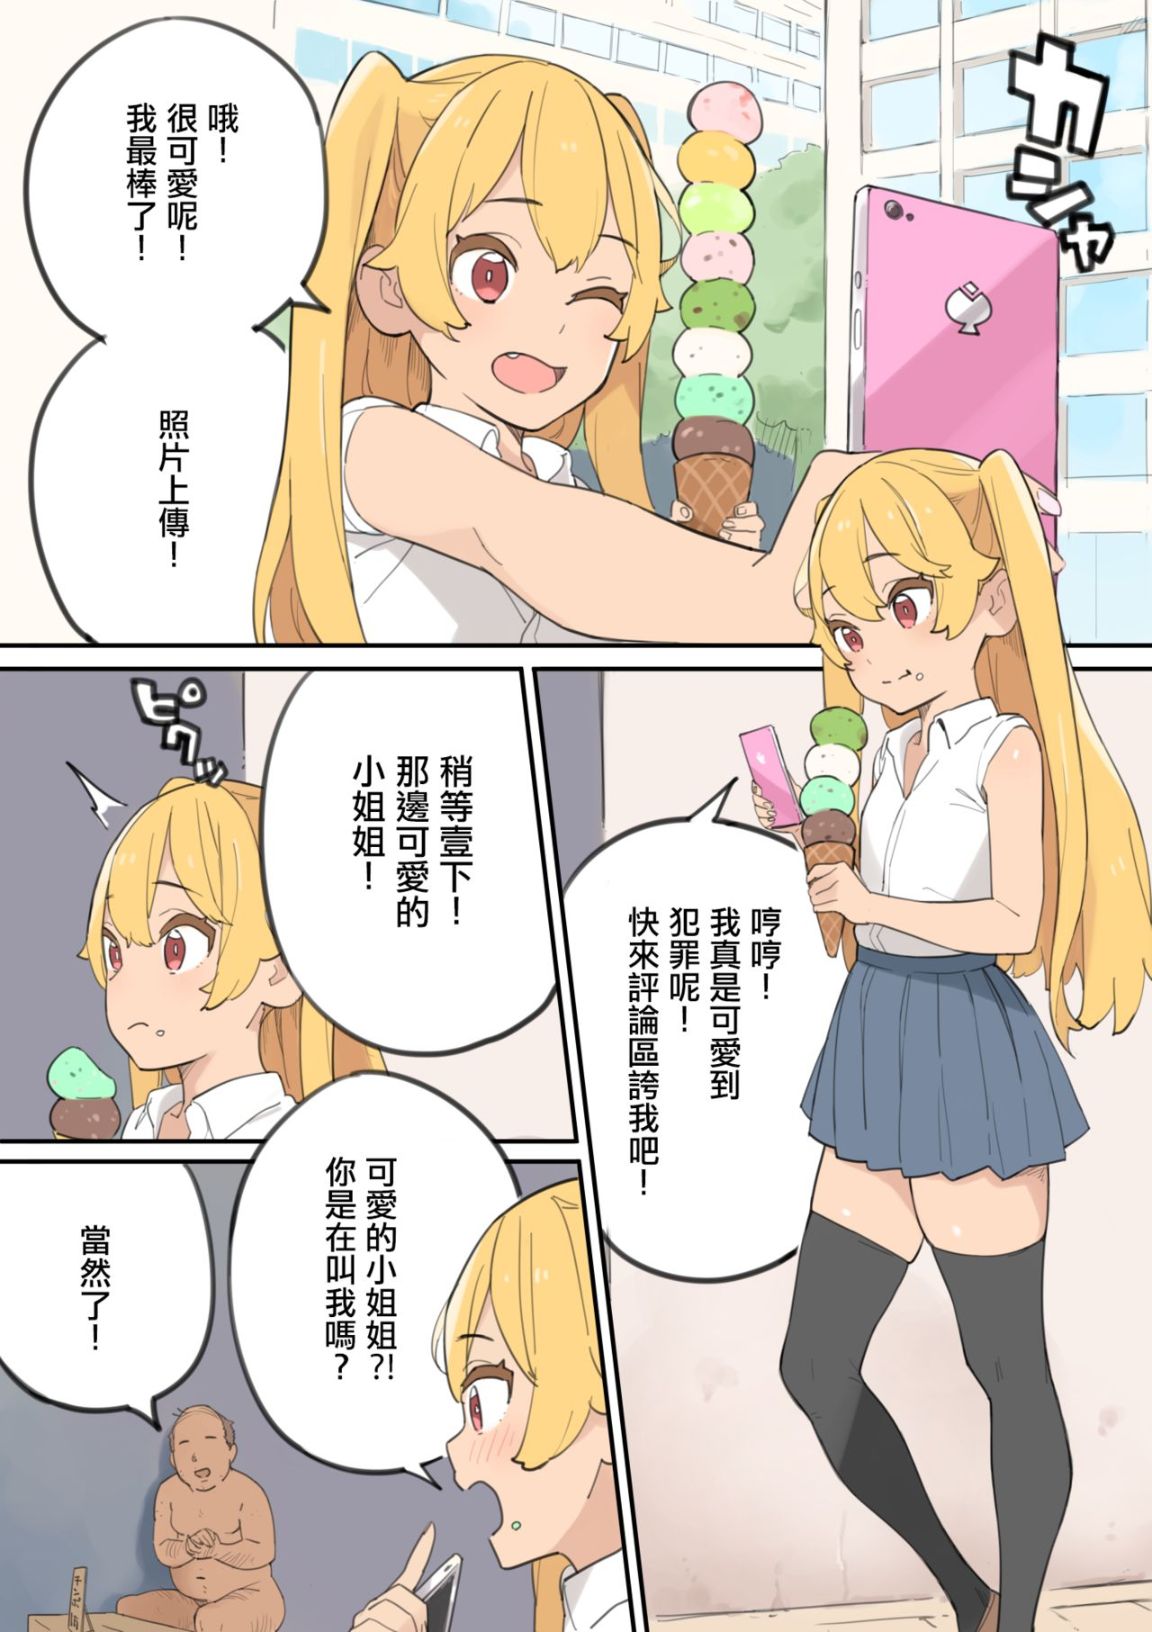 カシャ
哦！
很可愛呢！
我最棒了！
照片上傳！
哼哼！
我真是可愛到
犯罪呢！
快來評論區誇我吧！
ピクッ
稍等壹下！
那邊可愛的
小姐姐！
可愛的小姐姐?!
你是在叫我嗎？
當然了！